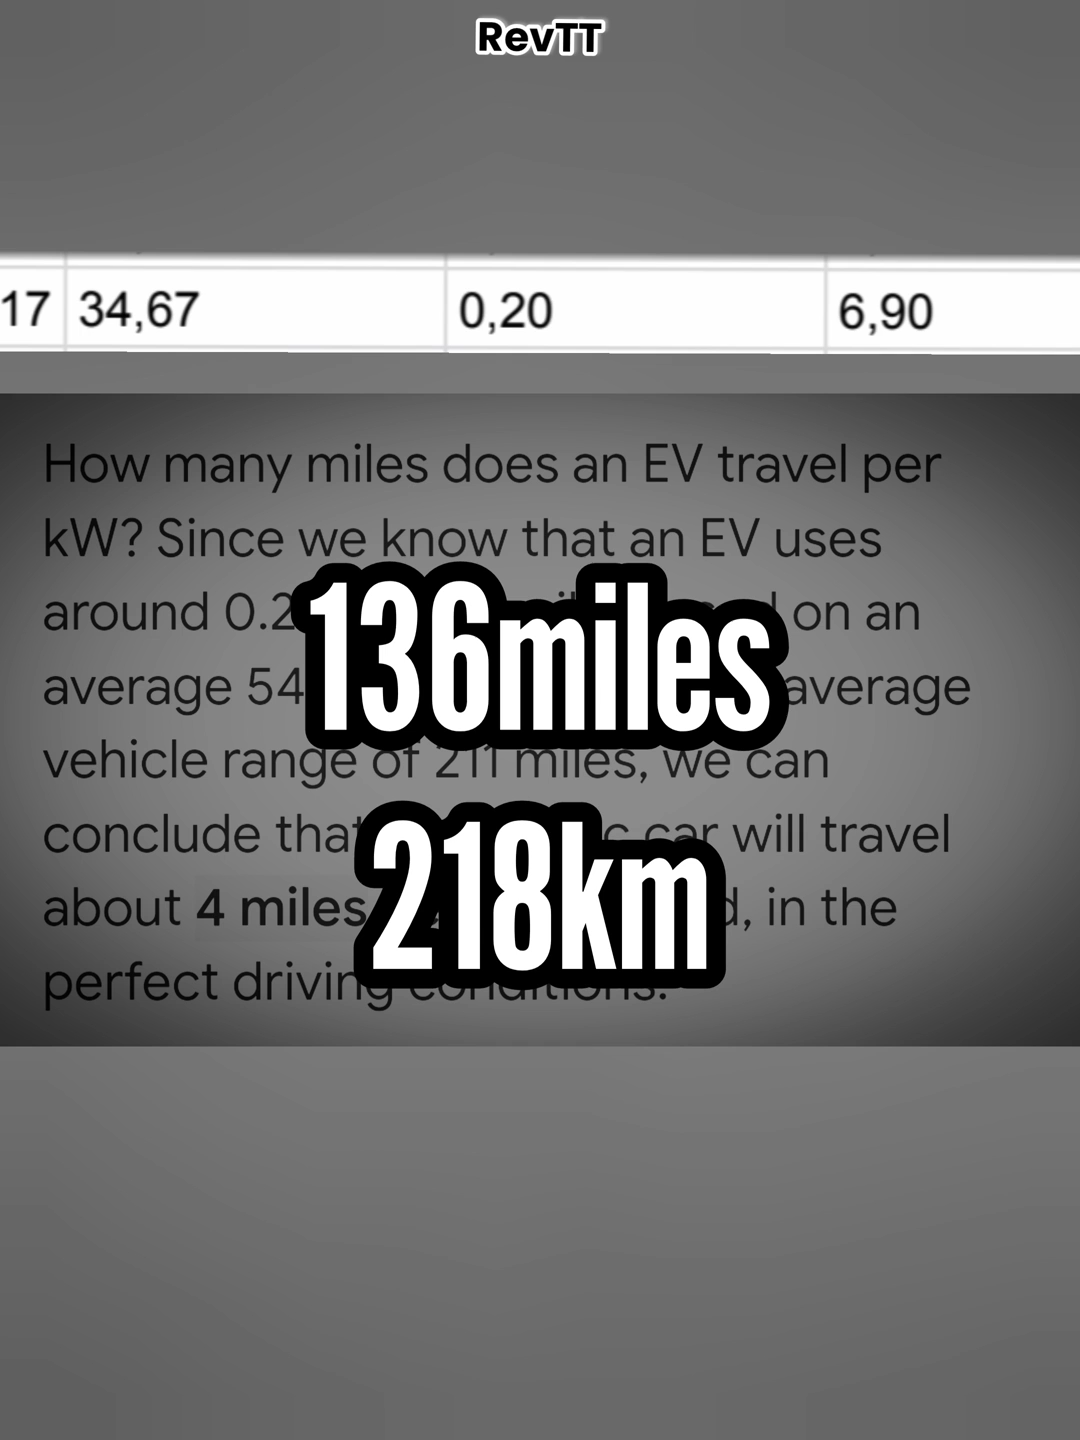 RevTT
17 34,67 0,20 6,90
How many miles does an EV travel per
kW? Since we know that an EV uses
around 0.2 on an
136miles
average 54 average
vehicle range of 211 miles, we can
conclude that car will travel
218km
about 4 miles in the
perfect driving conditions.